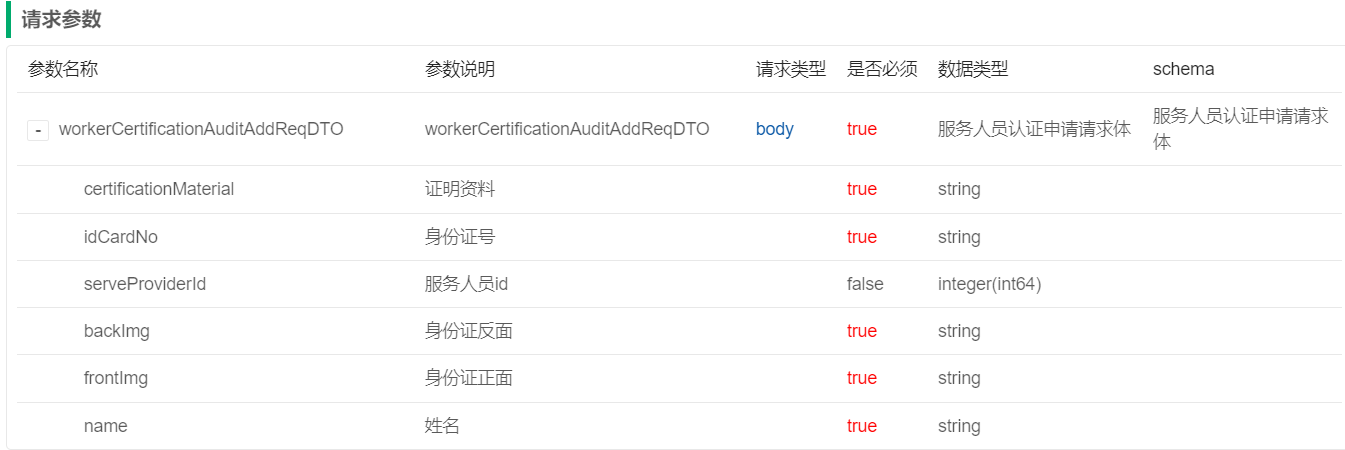 请求参数
参数名称 参数说明 请求类型 是否必须 数据类型 schema
- workerCertificationAuditAddReqDTO workerCertificationAuditAddReqDTO body true 服务人员认证申请请求体 服务人员认证申请请求
体
certificationMaterial 证明资料 true string
idCardNo 身份证号 true string
serveProviderId 服务人员id false integer(int64)
backImg 身份证反面 true string
frontImg 身份证正面 true string
name 姓名 true string